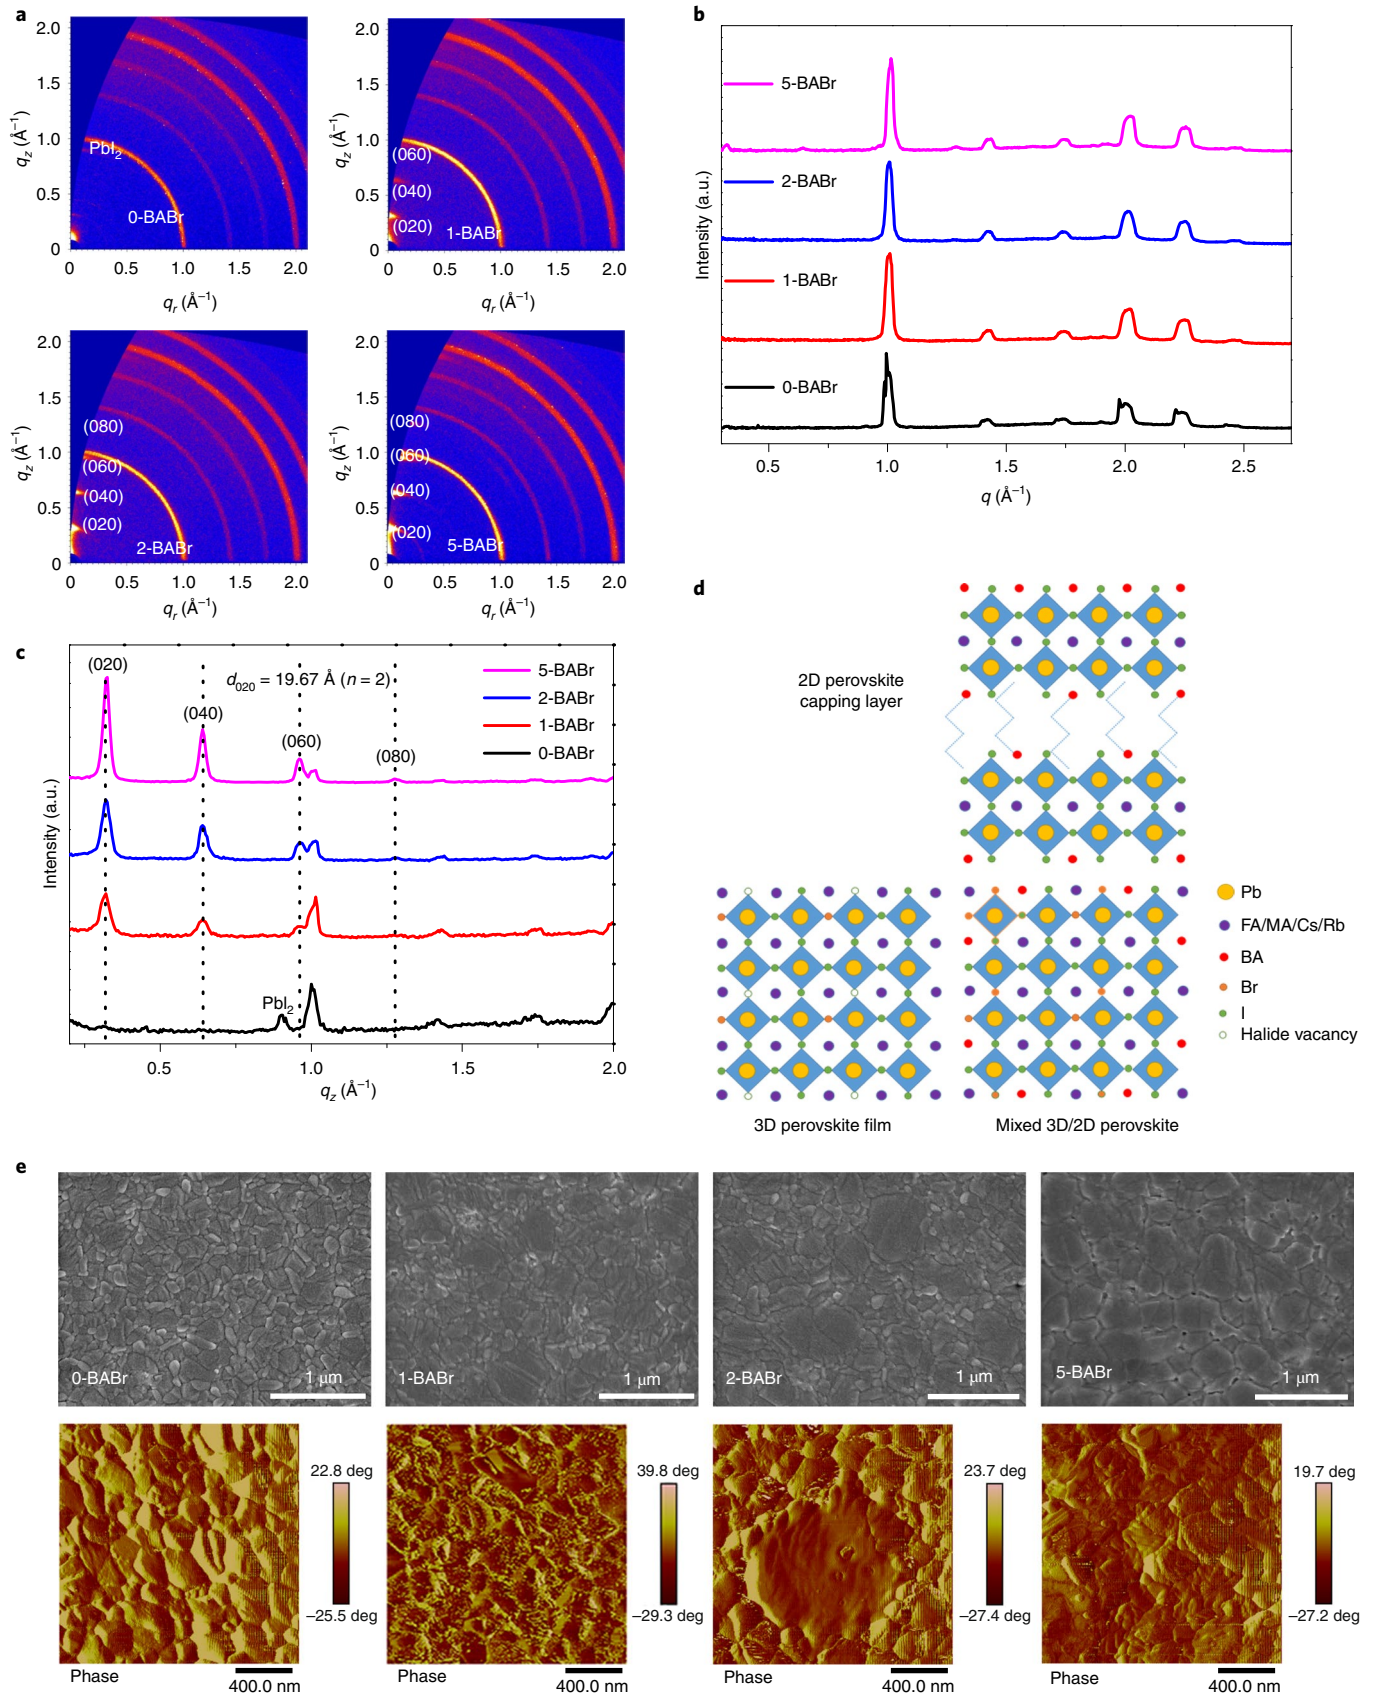 a
2.0
1.5
1.0
0.5
0
q_z (Å⁻¹)
PbI₂
0-BABr
0
0.5
1.0
1.5
2.0
q_r (Å⁻¹)
2.0
1.5
1.0
0.5
0
q_z (Å⁻¹)
(060)
(040)
(020)
1-BABr
0
0.5
1.0
1.5
2.0
q_r (Å⁻¹)
2.0
1.5
1.0
0.5
0
q_z (Å⁻¹)
(080)
(060)
(040)
(020)
2-BABr
0
0.5
1.0
1.5
2.0
q_r (Å⁻¹)
2.0
1.5
1.0
0.5
0
q_z (Å⁻¹)
(080)
(060)
(040)
(020)
5-BABr
0
0.5
1.0
1.5
2.0
q_r (Å⁻¹)
b
Intensity (a.u.)
5-BABr
2-BABr
1-BABr
0-BABr
0.5
1.0
1.5
2.0
2.5
q (Å⁻¹)
c
Intensity (a.u.)
(020)
(040)
(060)
(080)
d₀₂₀ = 19.67 Å (n = 2)
5-BABr
2-BABr
1-BABr
0-BABr
PbI₂
0.5
1.0
1.5
2.0
q_z (Å⁻¹)
d
2D perovskite
capping layer
Pb
FA/MA/Cs/Rb
BA
Br
I
Halide vacancy
3D perovskite film
Mixed 3D/2D perovskite
e
0-BABr
1 μm
1-BABr
1 μm
2-BABr
1 μm
5-BABr
1 μm
22.8 deg
–25.5 deg
Phase
400.0 nm
39.8 deg
–29.3 deg
Phase
400.0 nm
23.7 deg
–27.4 deg
Phase
400.0 nm
19.7 deg
–27.2 deg
Phase
400.0 nm